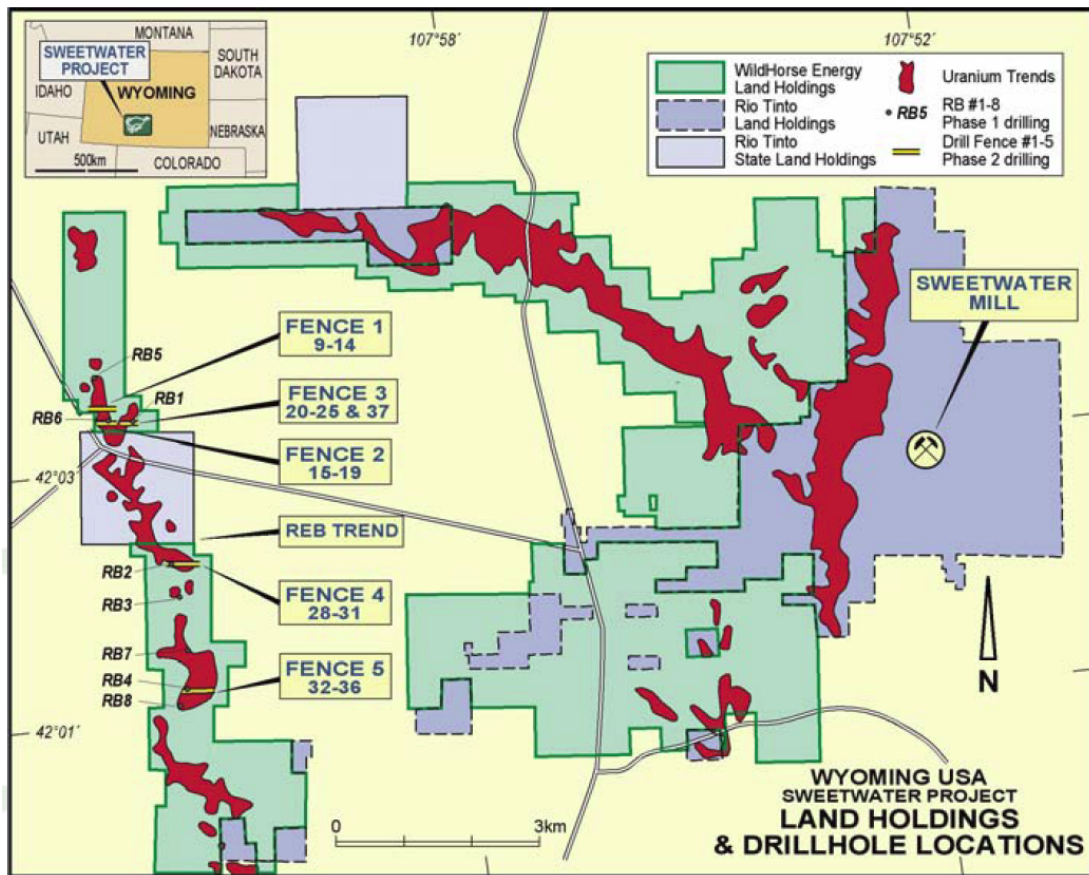 MONTANA
SWEETWATER
PROJECT
SOUTH
DAKOTA
IDAHO
WYOMING
UTAH
NEBRASKA
500km
COLORADO
107°58'
107°52'
WildHorse Energy
Land Holdings
Rio Tinto
Land Holdings
Rio Tinto
State Land Holdings
Uranium Trends
RB5
RB #1-8
Phase 1 drilling
Drill Fence #1-5
Phase 2 drilling
SWEETWATER
MILL
RB5
RB1
RB6
FENCE 1
9-14
FENCE 3
20-25 & 37
FENCE 2
15-19
42°03'
REB TREND
RB2
RB3
FENCE 4
28-31
RB7
RB4
RB8
FENCE 5
32-36
42°01'
N
0
3km
WYOMING USA
SWEETWATER PROJECT
LAND HOLDINGS
& DRILLHOLE LOCATIONS